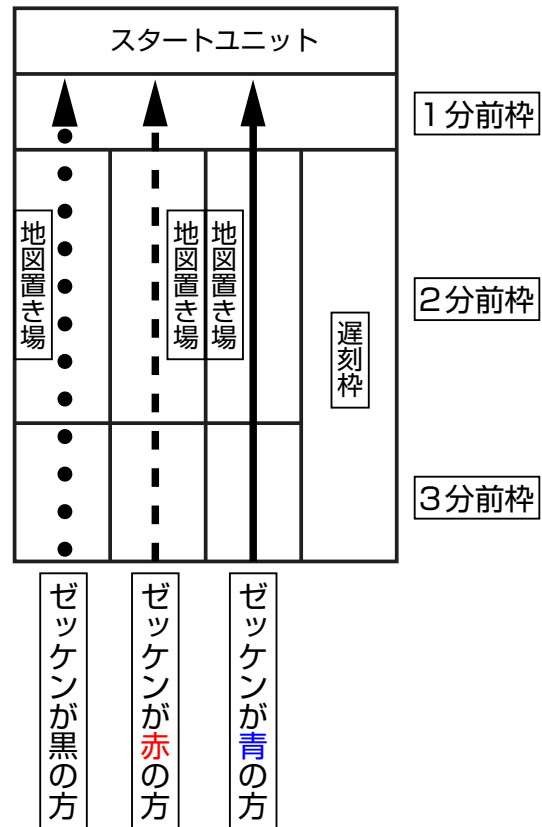 スタートユニット
1分前枠
地図置き場
地図置き場
地図置き場
2分前枠
遅刻枠
3分前枠
ゼッケンが黒の方
ゼッケンが赤の方
ゼッケンが青の方